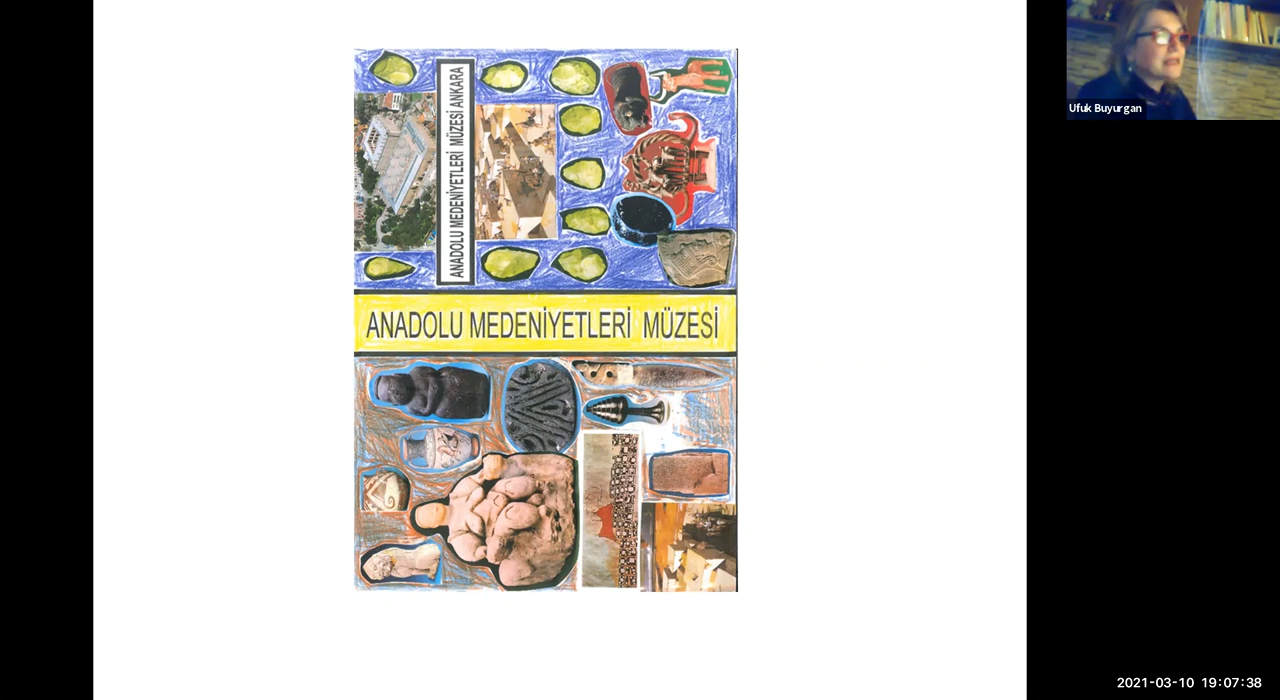 ANADOLU MEDENİYETLERİ MÜZESİ ANKARA
ANADOLU MEDENİYETLERİ MÜZESİ
Ufuk Buyurgan
2021-03-10 19:07:38